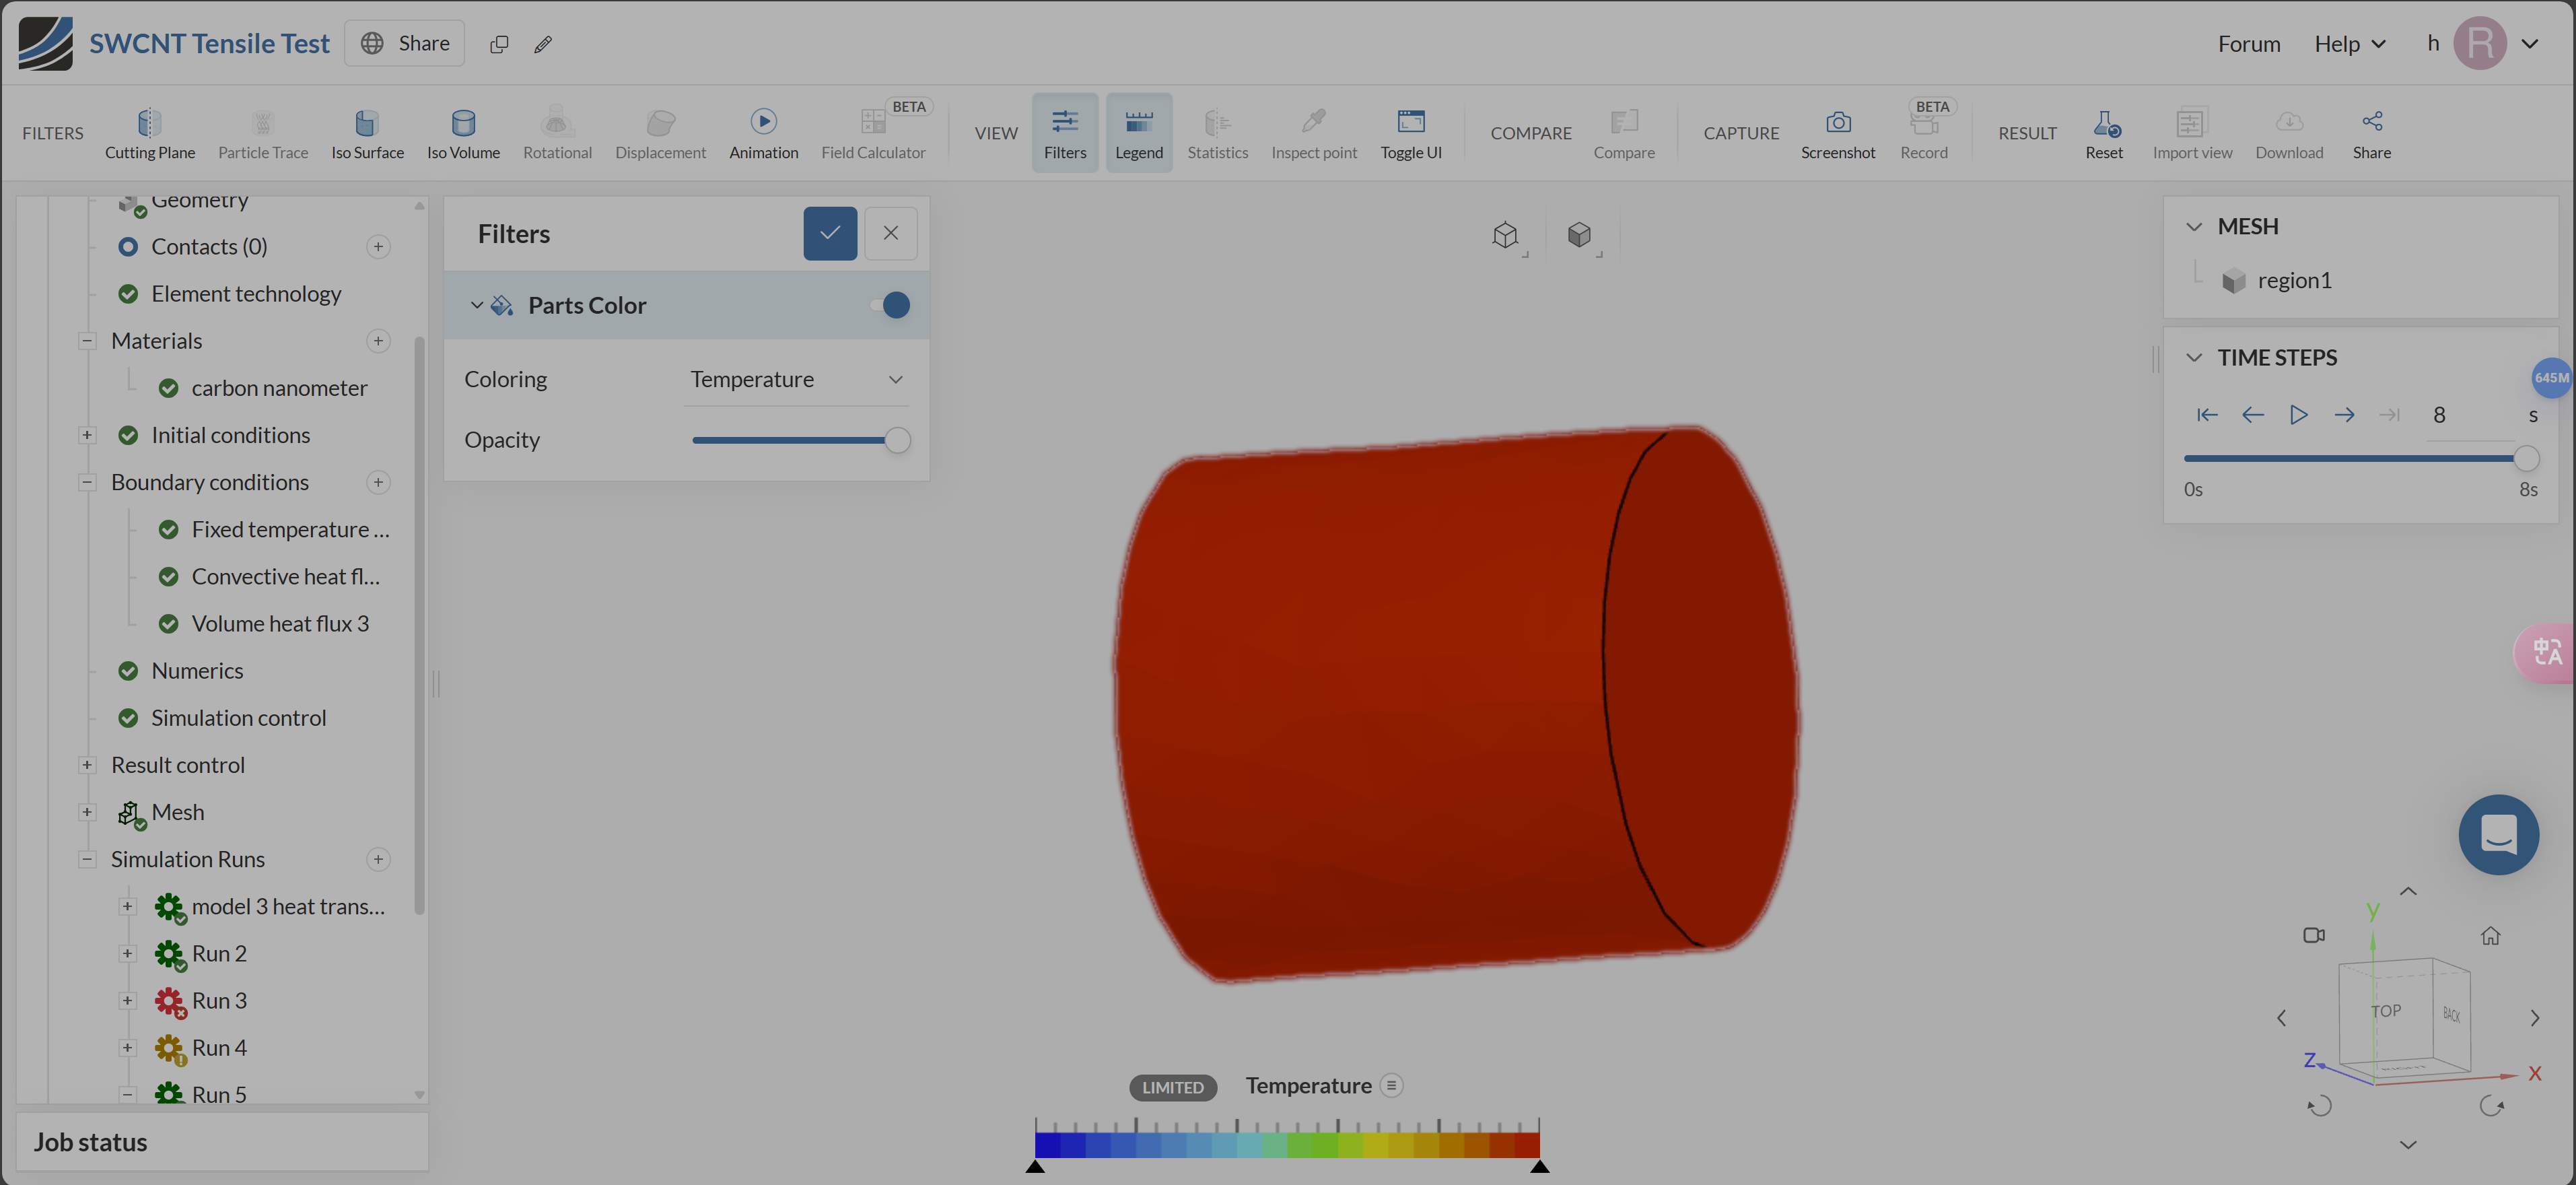 SWCNT Tensile Test
Share
Forum
Help
h
R
FILTERS
Cutting Plane
Particle Trace
Iso Surface
Iso Volume
Rotational
Displacement
Animation
BETA
Field Calculator
VIEW
Filters
Legend
Statistics
Inspect point
Toggle UI
COMPARE
Compare
CAPTURE
Screenshot
BETA
Record
RESULT
Reset
Import view
Download
Share
Geometry
Contacts (0)
Element technology
Materials
carbon nanometer
Initial conditions
Boundary conditions
Fixed temperature ...
Convective heat fl...
Volume heat flux 3
Numerics
Simulation control
Result control
Mesh
Simulation Runs
model 3 heat trans...
Run 2
Run 3
Run 4
Run 5
Job status
Filters
Parts Color
Coloring
Temperature
Opacity
MESH
region1
TIME STEPS
645M
8
s
0s
8s
中A
LIMITED
Temperature
y
TOP
BACK
RIGHT
Z
X